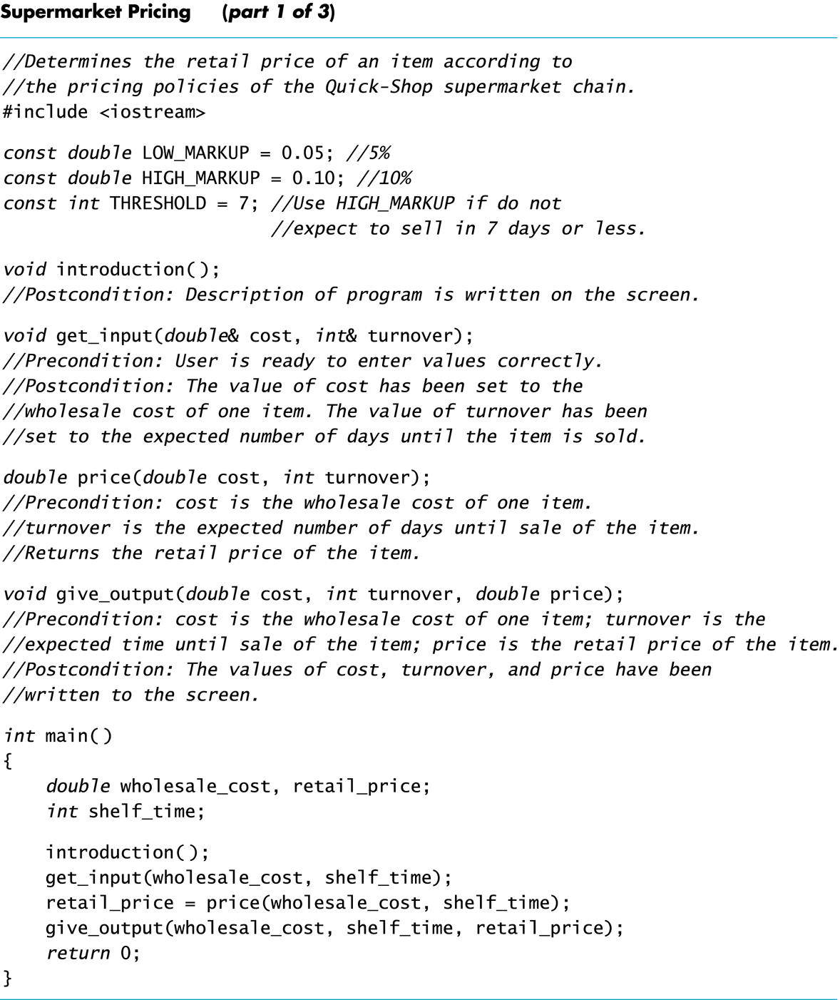 Supermarket Pricing (part 1 of 3)
//Determines the retail price of an item according to
//the pricing policies of the Quick-Shop supermarket chain.
#include <iostream>
const double LOW_MARKUP = 0.05; //5%
const double HIGH_MARKUP = 0.10; //10%
const int THRESHOLD = 7; //Use HIGH_MARKUP if do not
                         //expect to sell in 7 days or less.
void introduction();
//Postcondition: Description of program is written on the screen.
void get_input(double& cost, int& turnover);
//Precondition: User is ready to enter values correctly.
//Postcondition: The value of cost has been set to the
//wholesale cost of one item. The value of turnover has been
//set to the expected number of days until the item is sold.
double price(double cost, int turnover);
//Precondition: cost is the wholesale cost of one item.
//turnover is the expected number of days until sale of the item.
//Returns the retail price of the item.
void give_output(double cost, int turnover, double price);
//Precondition: cost is the wholesale cost of one item; turnover is the
//expected time until sale of the item; price is the retail price of the item.
//Postcondition: The values of cost, turnover, and price have been
//written to the screen.
int main()
{
    double wholesale_cost, retail_price;
    int shelf_time;
    introduction();
    get_input(wholesale_cost, shelf_time);
    retail_price = price(wholesale_cost, shelf_time);
    give_output(wholesale_cost, shelf_time, retail_price);
    return 0;
}